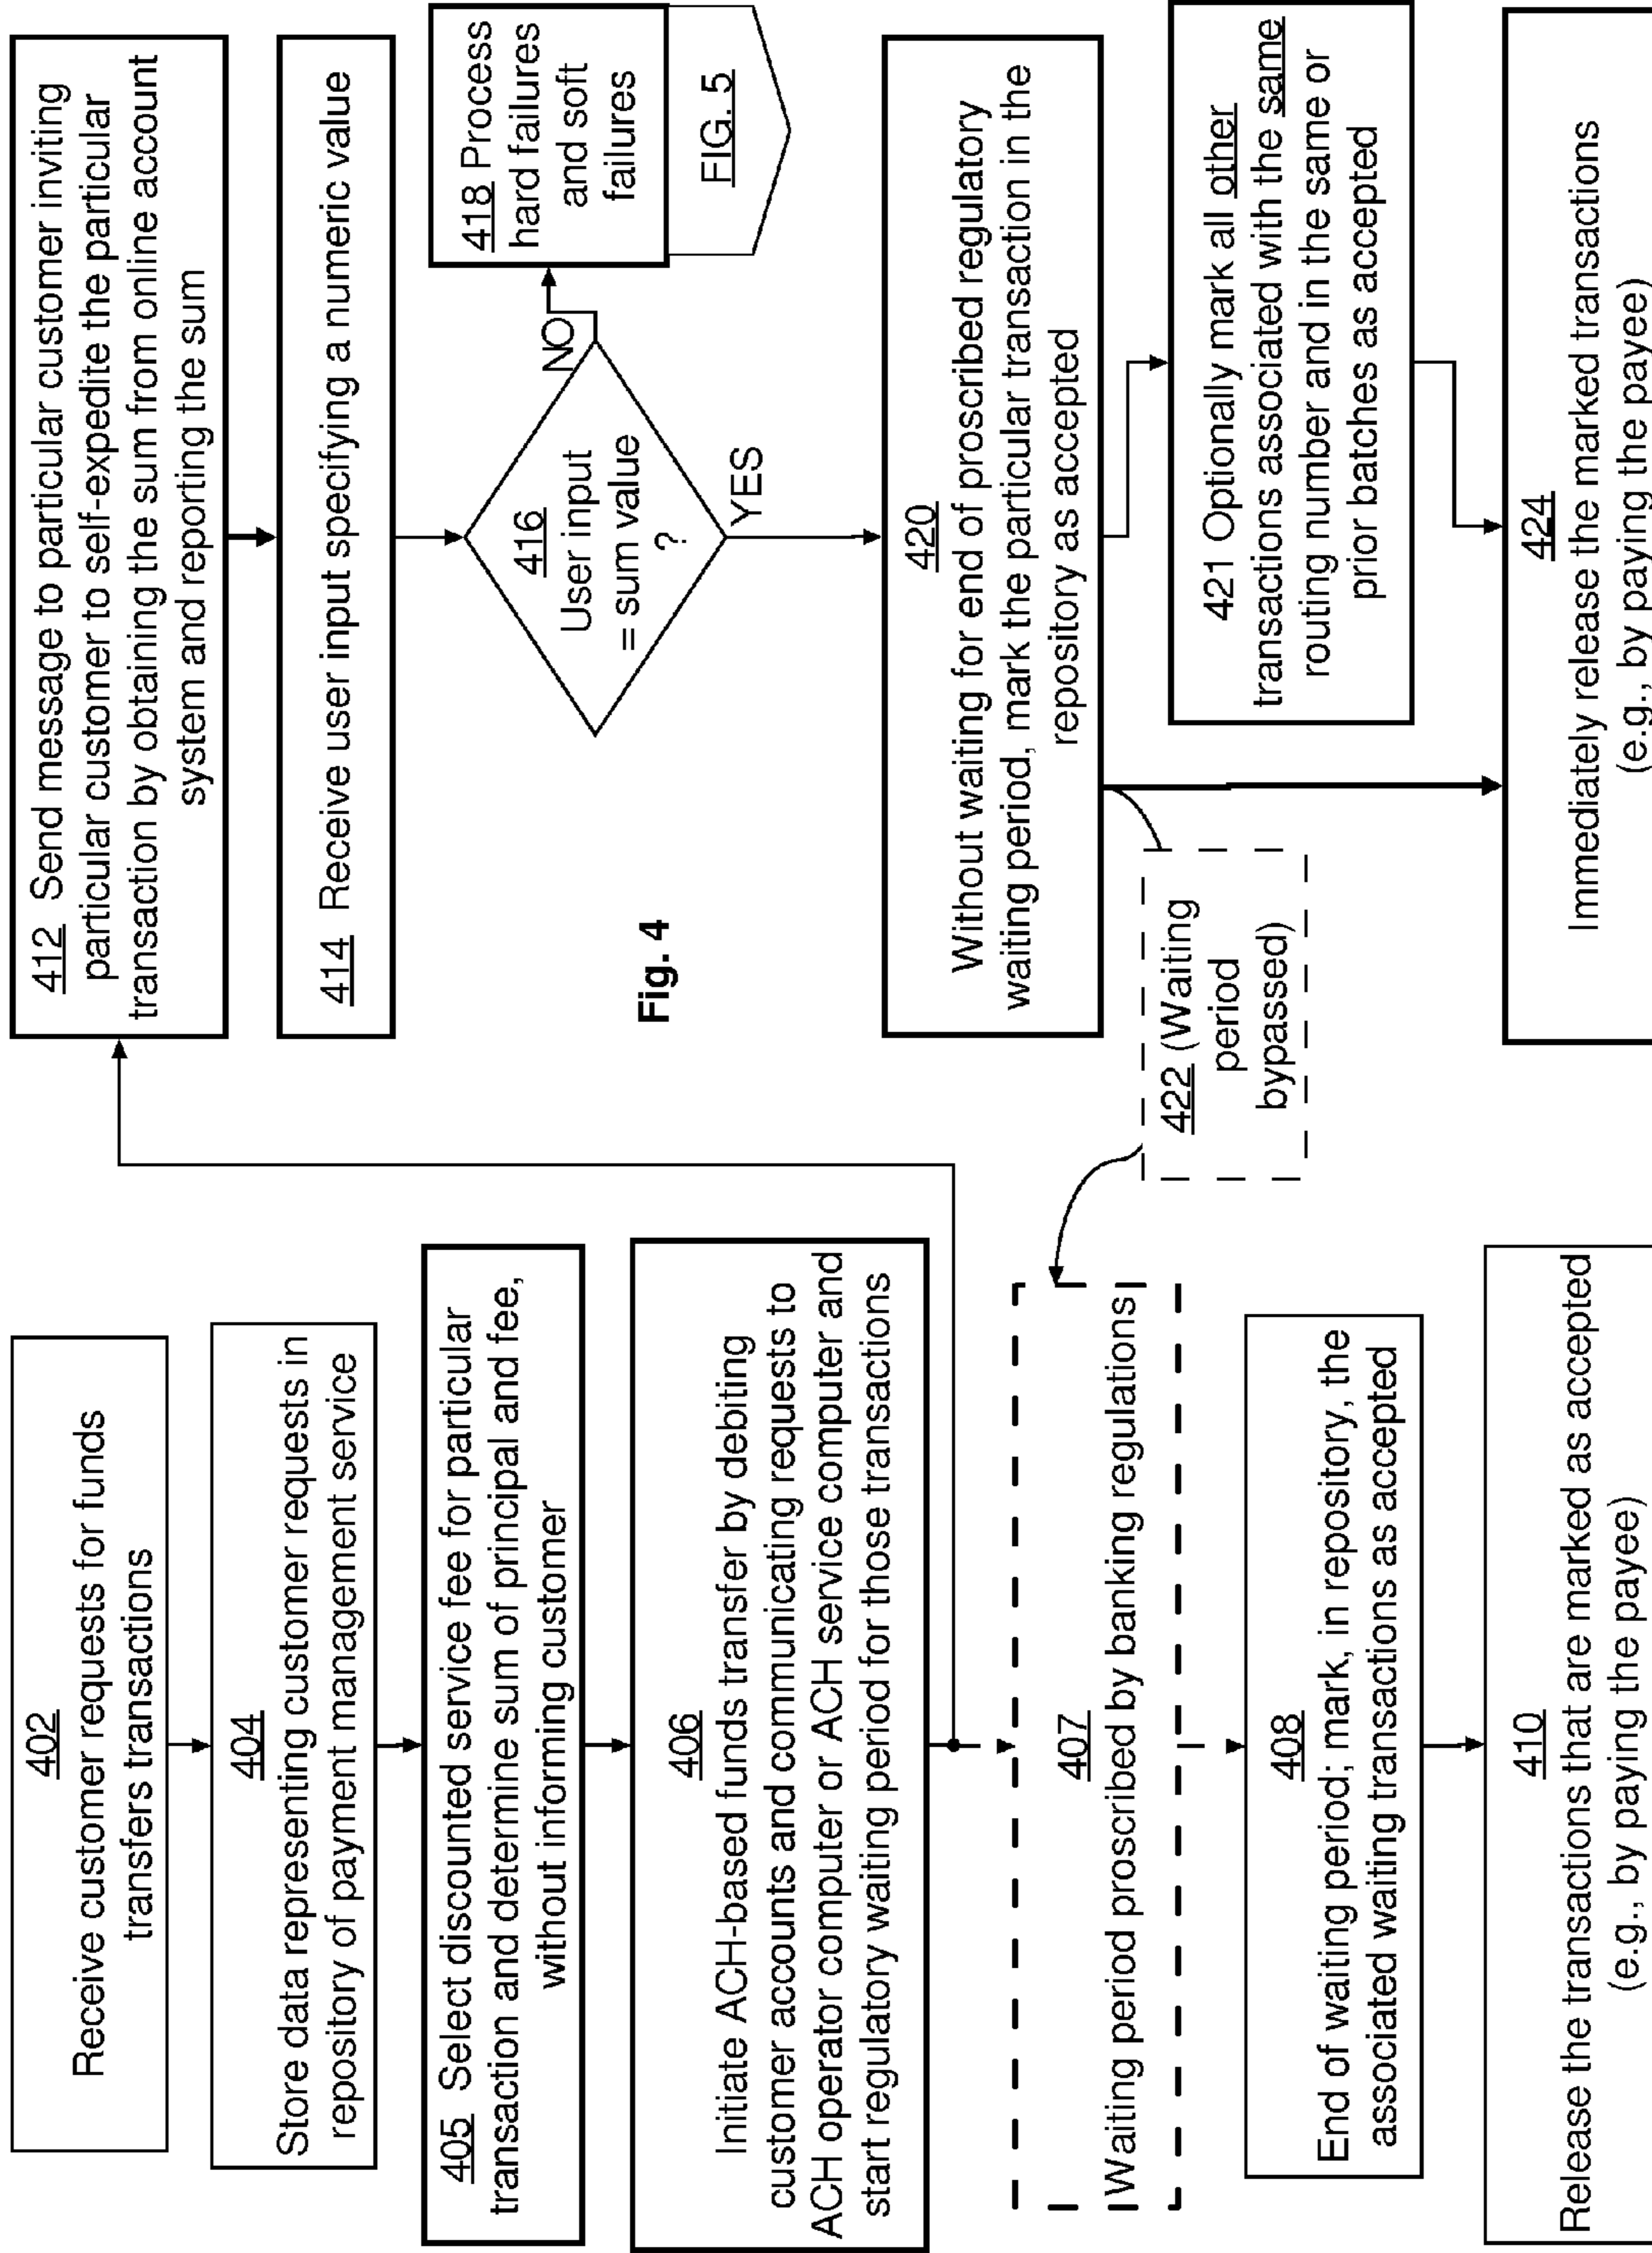 402
Receive customer requests for funds
transfers transactions
404
Store data representing customer requests in
repository of payment management service
405 Select discounted service fee for particular
transaction and determine sum of principal and fee,
without informing customer
406
Initiate ACH-based funds transfer by debiting
customer accounts and communicating requests to
ACH operator computer or ACH service computer and
start regulatory waiting period for those transactions
407
Waiting period proscribed by banking regulations
408
End of waiting period; mark, in repository, the
associated waiting transactions as accepted
410
Release the transactions that are marked as accepted
(e.g., by paying the payee)
412 Send message to particular customer inviting
particular customer to self-expedite the particular
transaction by obtaining the sum from online account
system and reporting the sum
414 Receive user input specifying a numeric value
416
User input
= sum value
?
NO
YES
418 Process
hard failures
and soft
failures
FIG. 5
Fig. 4
420
Without waiting for end of proscribed regulatory
waiting period, mark the particular transaction in the
repository as accepted
422 (Waiting
period
bypassed)
421 Optionally mark all other
transactions associated with the same
routing number and in the same or
prior batches as accepted
424
Immediately release the marked transactions
(e.g., by paying the payee)